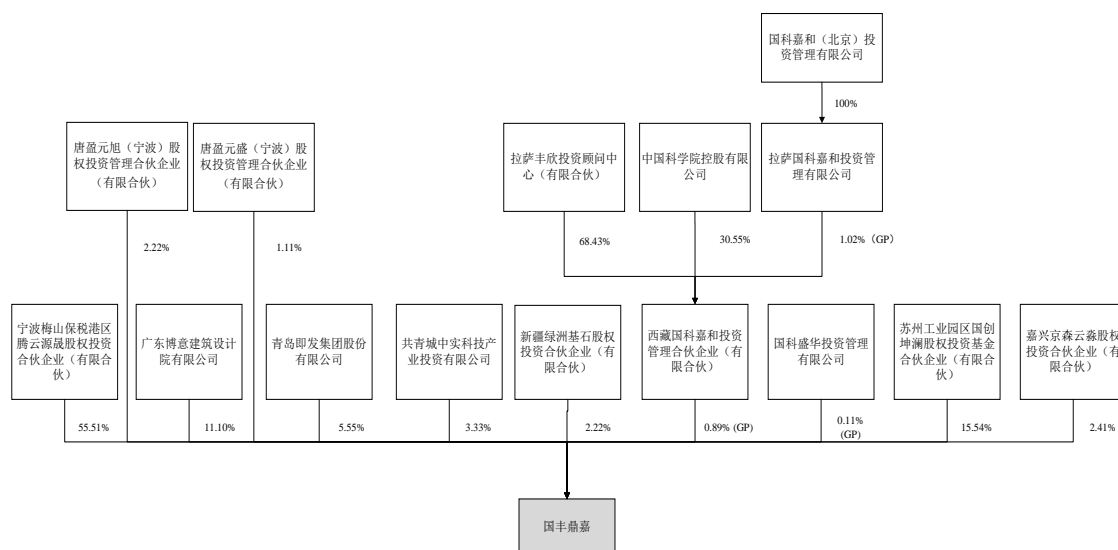 国科嘉和（北京）投
资管理有限公司
100%
唐盈元旭（宁波）股
权投资管理合伙企业
（有限合伙）
唐盈元盛（宁波）股
权投资管理合伙企业
（有限合伙）
拉萨丰欣投资顾问中
心（有限合伙）
中国科学院控股有限
公司
拉萨国科嘉和投资管
理有限公司
2.22%
1.11%
68.43%
30.55%
1.02%（GP）
宁波梅山保税港区
腾云源晟股权投资
合伙企业（有限合
伙）
广东博意建筑设计
院有限公司
青岛即发集团股份
有限公司
共青城中实科技产
业投资有限公司
新疆绿洲基石股权
投资合伙企业（有
限合伙）
西藏国科嘉和投资
管理合伙企业（有
限合伙）
国科盛华投资管理
有限公司
苏州工业园区国创
坤澜股权投资基金
合伙企业（有限合
伙）
嘉兴京森云淼股权
投资合伙企业（有
限合伙）
55.51%
11.10%
5.55%
3.33%
2.22%
0.89% (GP)
0.11%
(GP)
15.54%
2.41%
国丰鼎嘉